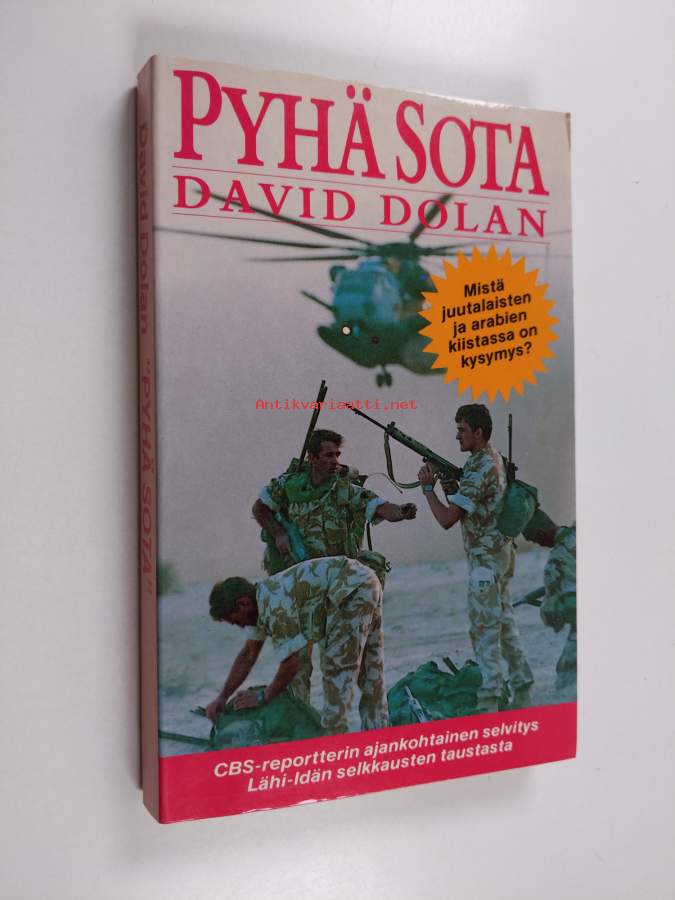 PYHÄ SOTA
DAVID DOLAN
Mistä
juutalaisten
ja arabien
kiistassa on
kysymys?
Antikvariaatti.net
CBS-reportterin ajankohtainen selvitys
Lähi-Idän selkkausten taustasta
David Dolan "PYHÄ SOTA"